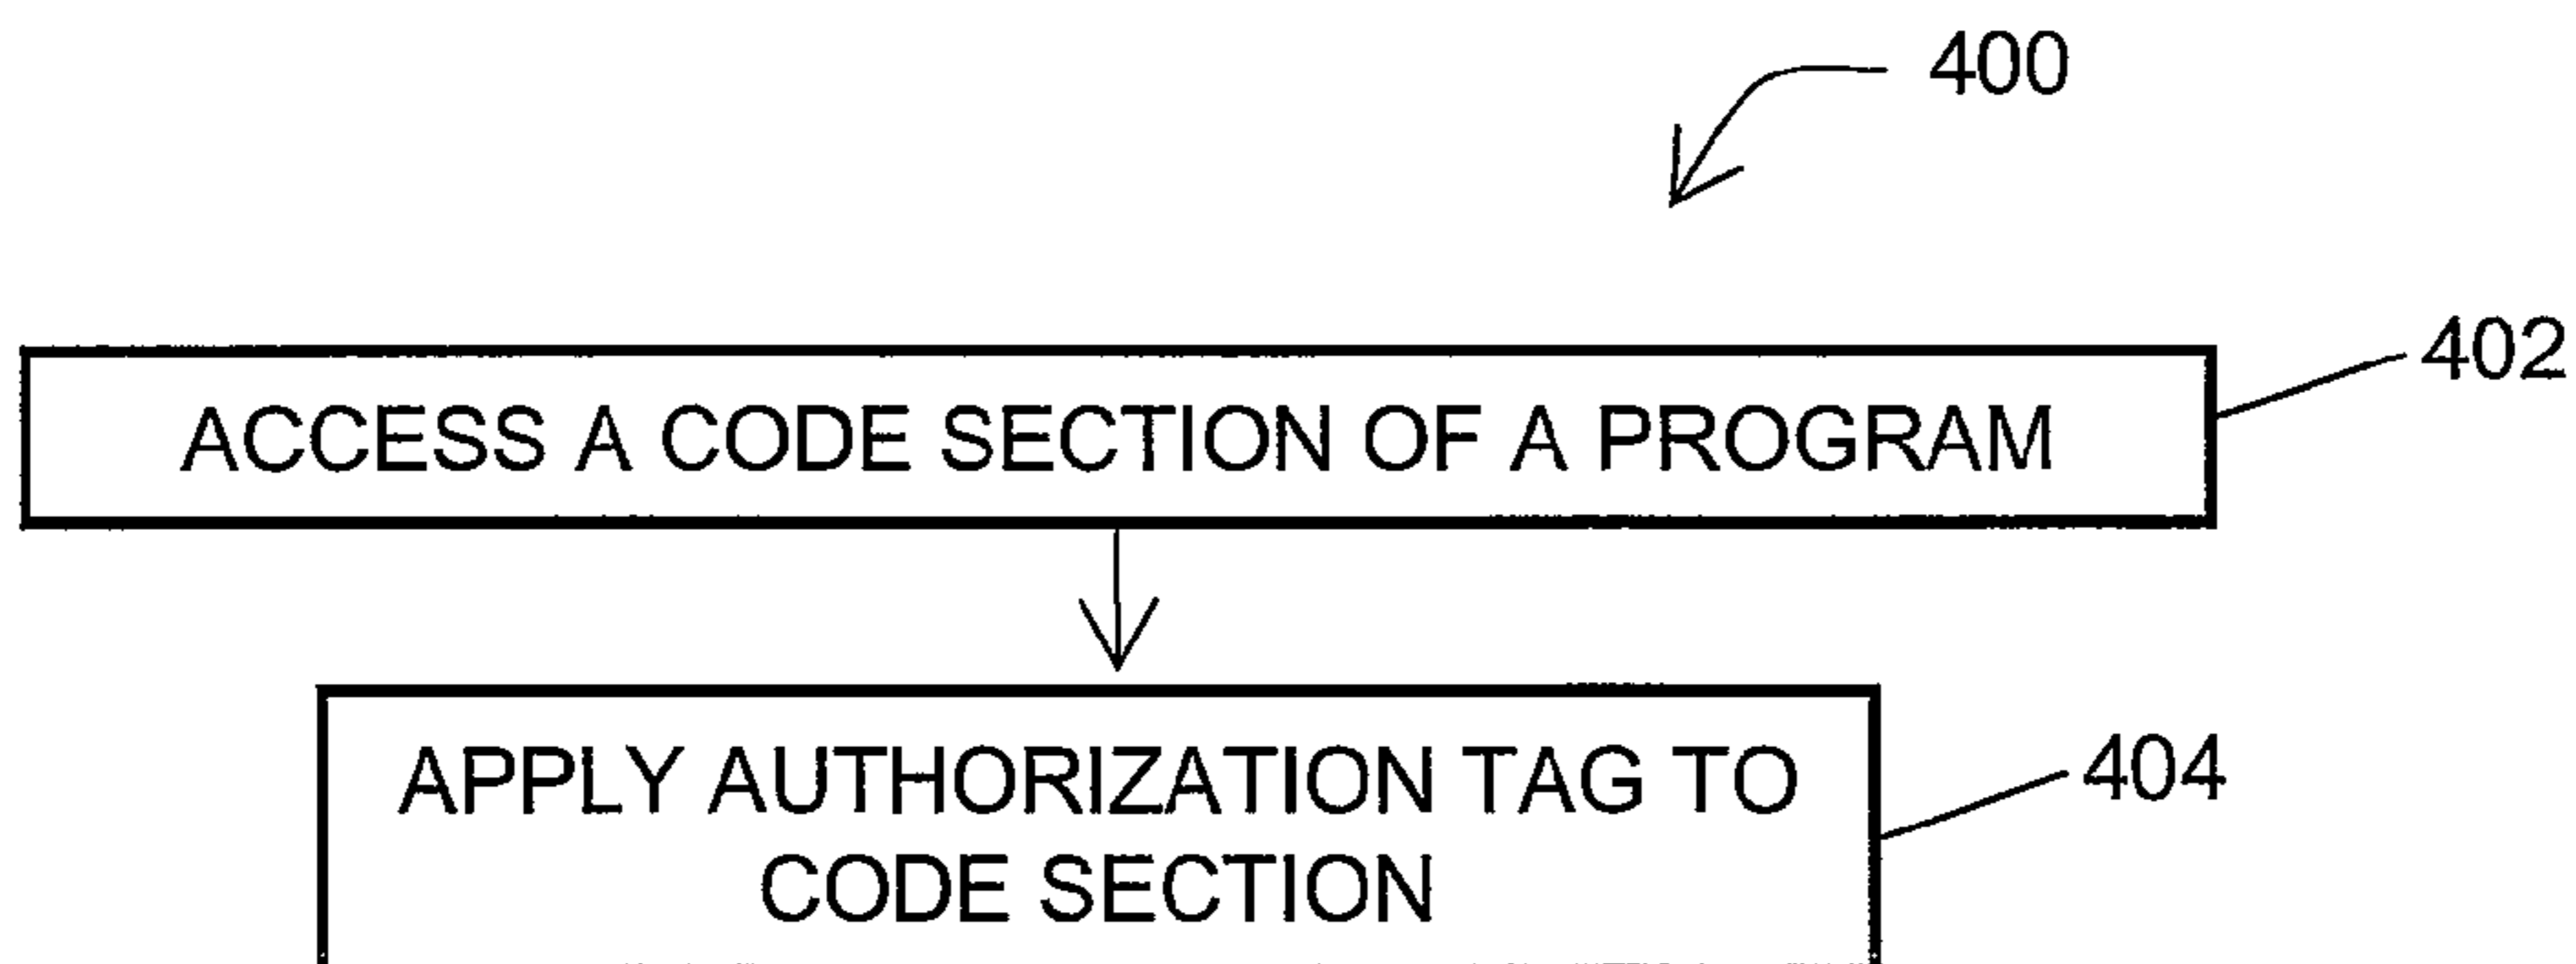 400
402
ACCESS A CODE SECTION OF A PROGRAM
404
APPLY AUTHORIZATION TAG TO
CODE SECTION